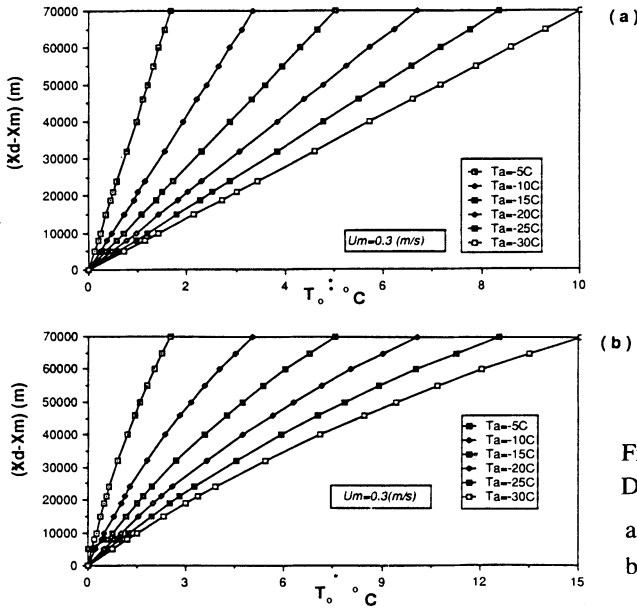 (a)
70000
60000
50000
40000
30000
20000
10000
0
(Xd-Xm) (m)
Ta=-5C
Ta=-10C
Ta=-15C
Ta=-20C
Ta=-25C
Ta=-30C
Um=0.3 (m/s)
0 2 4 6 8 10
To* °C
(b)
70000
60000
50000
40000
30000
20000
10000
0
(Xd-Xm) (m)
Ta=-5C
Ta=-10C
Ta=-15C
Ta=-20C
Ta=-25C
Ta=-30C
Um=0.3(m/s)
0 3 6 9 12 15
To* °C
D
a
b